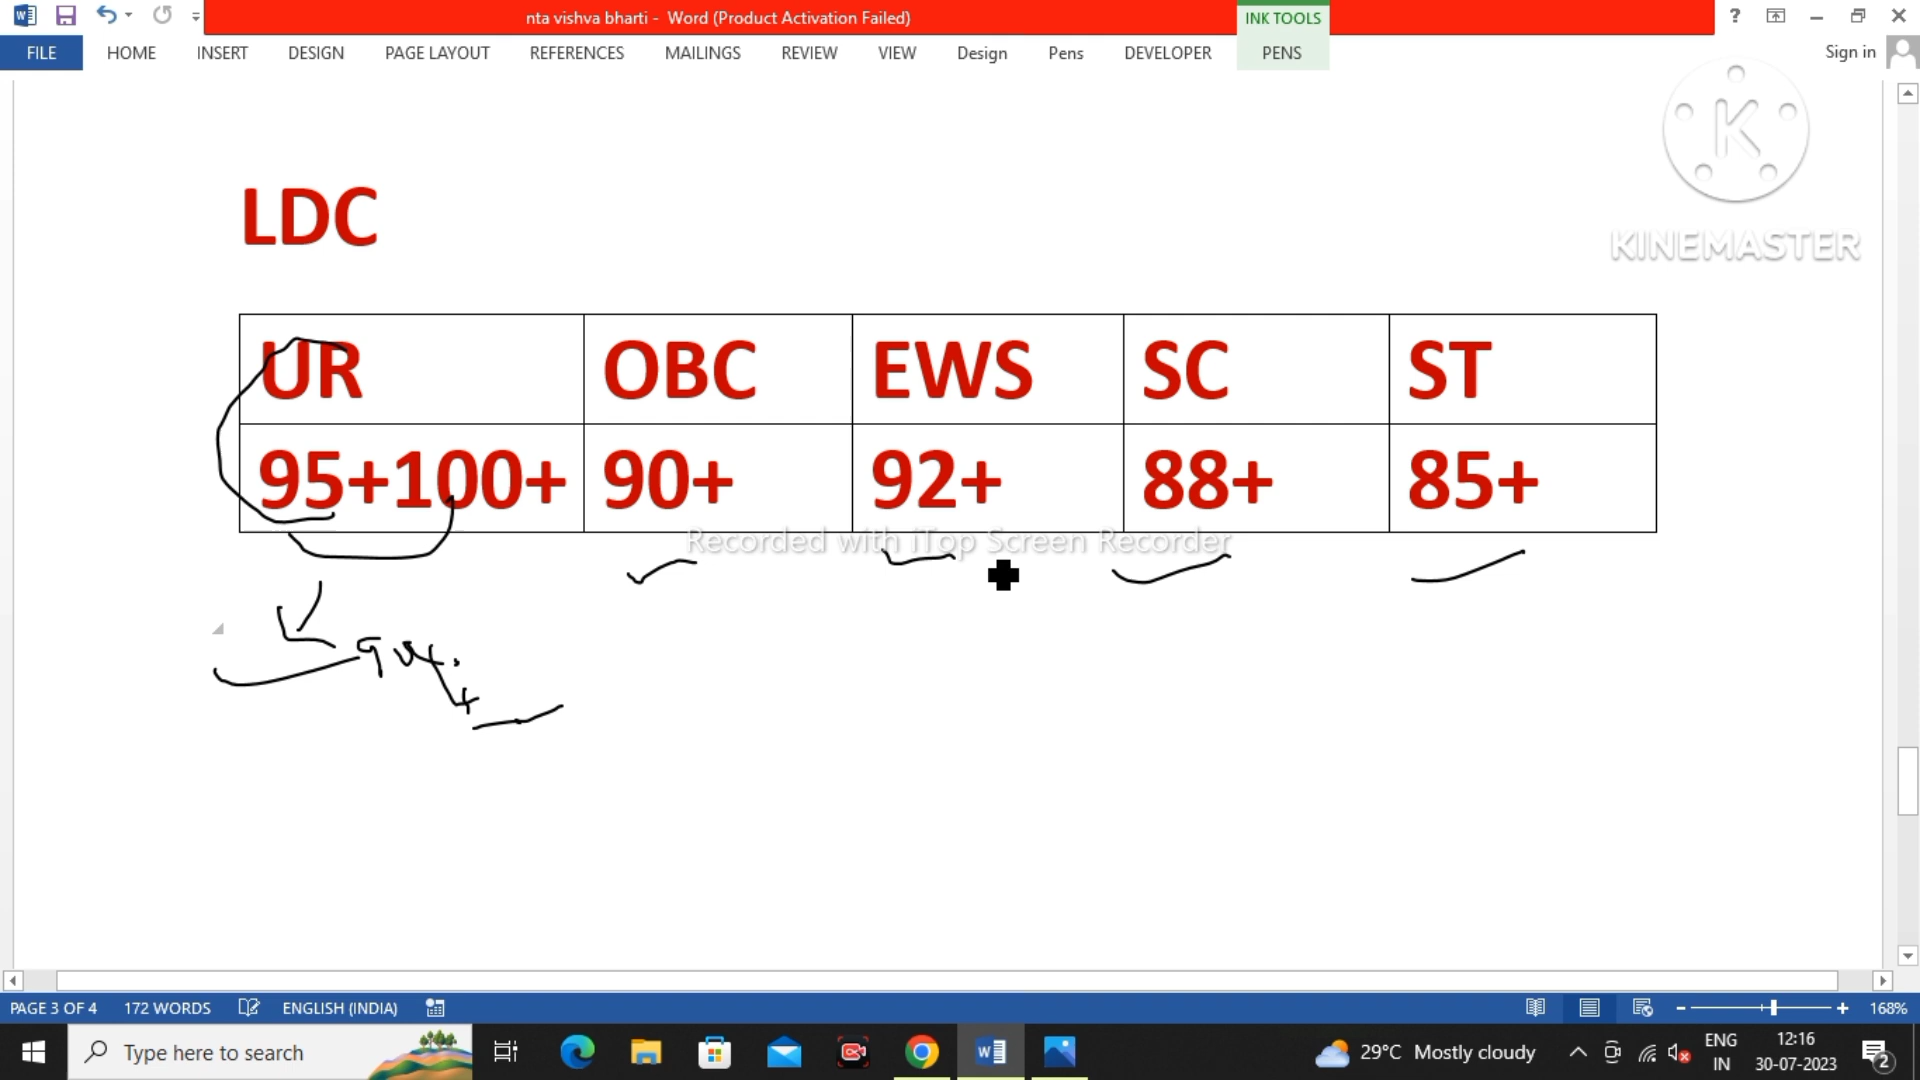 nta vishva bharti - Word (Product Activation Failed)
INK TOOLS
?
FILE HOME INSERT DESIGN PAGE LAYOUT REFERENCES MAILINGS REVIEW VIEW Design Pens DEVELOPER PENS
Sign in
K
KINEMASTER
LDC
UR OBC EWS SC ST
95+100+ 90+ 92+ 88+ 85+
Recorded with iTop Screen Recorder
PAGE 3 OF 4 172 WORDS ENGLISH (INDIA) 168%
Type here to search
29°C Mostly cloudy
ENG
IN
12:16
30-07-2023
2